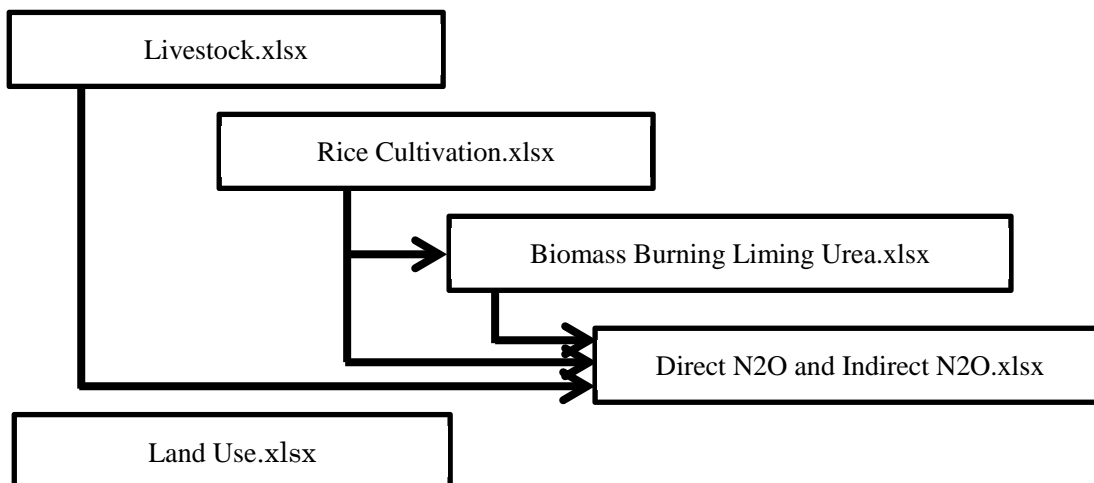 Livestock.xlsx
Rice Cultivation.xlsx
Biomass Burning Liming Urea.xlsx
Direct N2O and Indirect N2O.xlsx
Land Use.xlsx